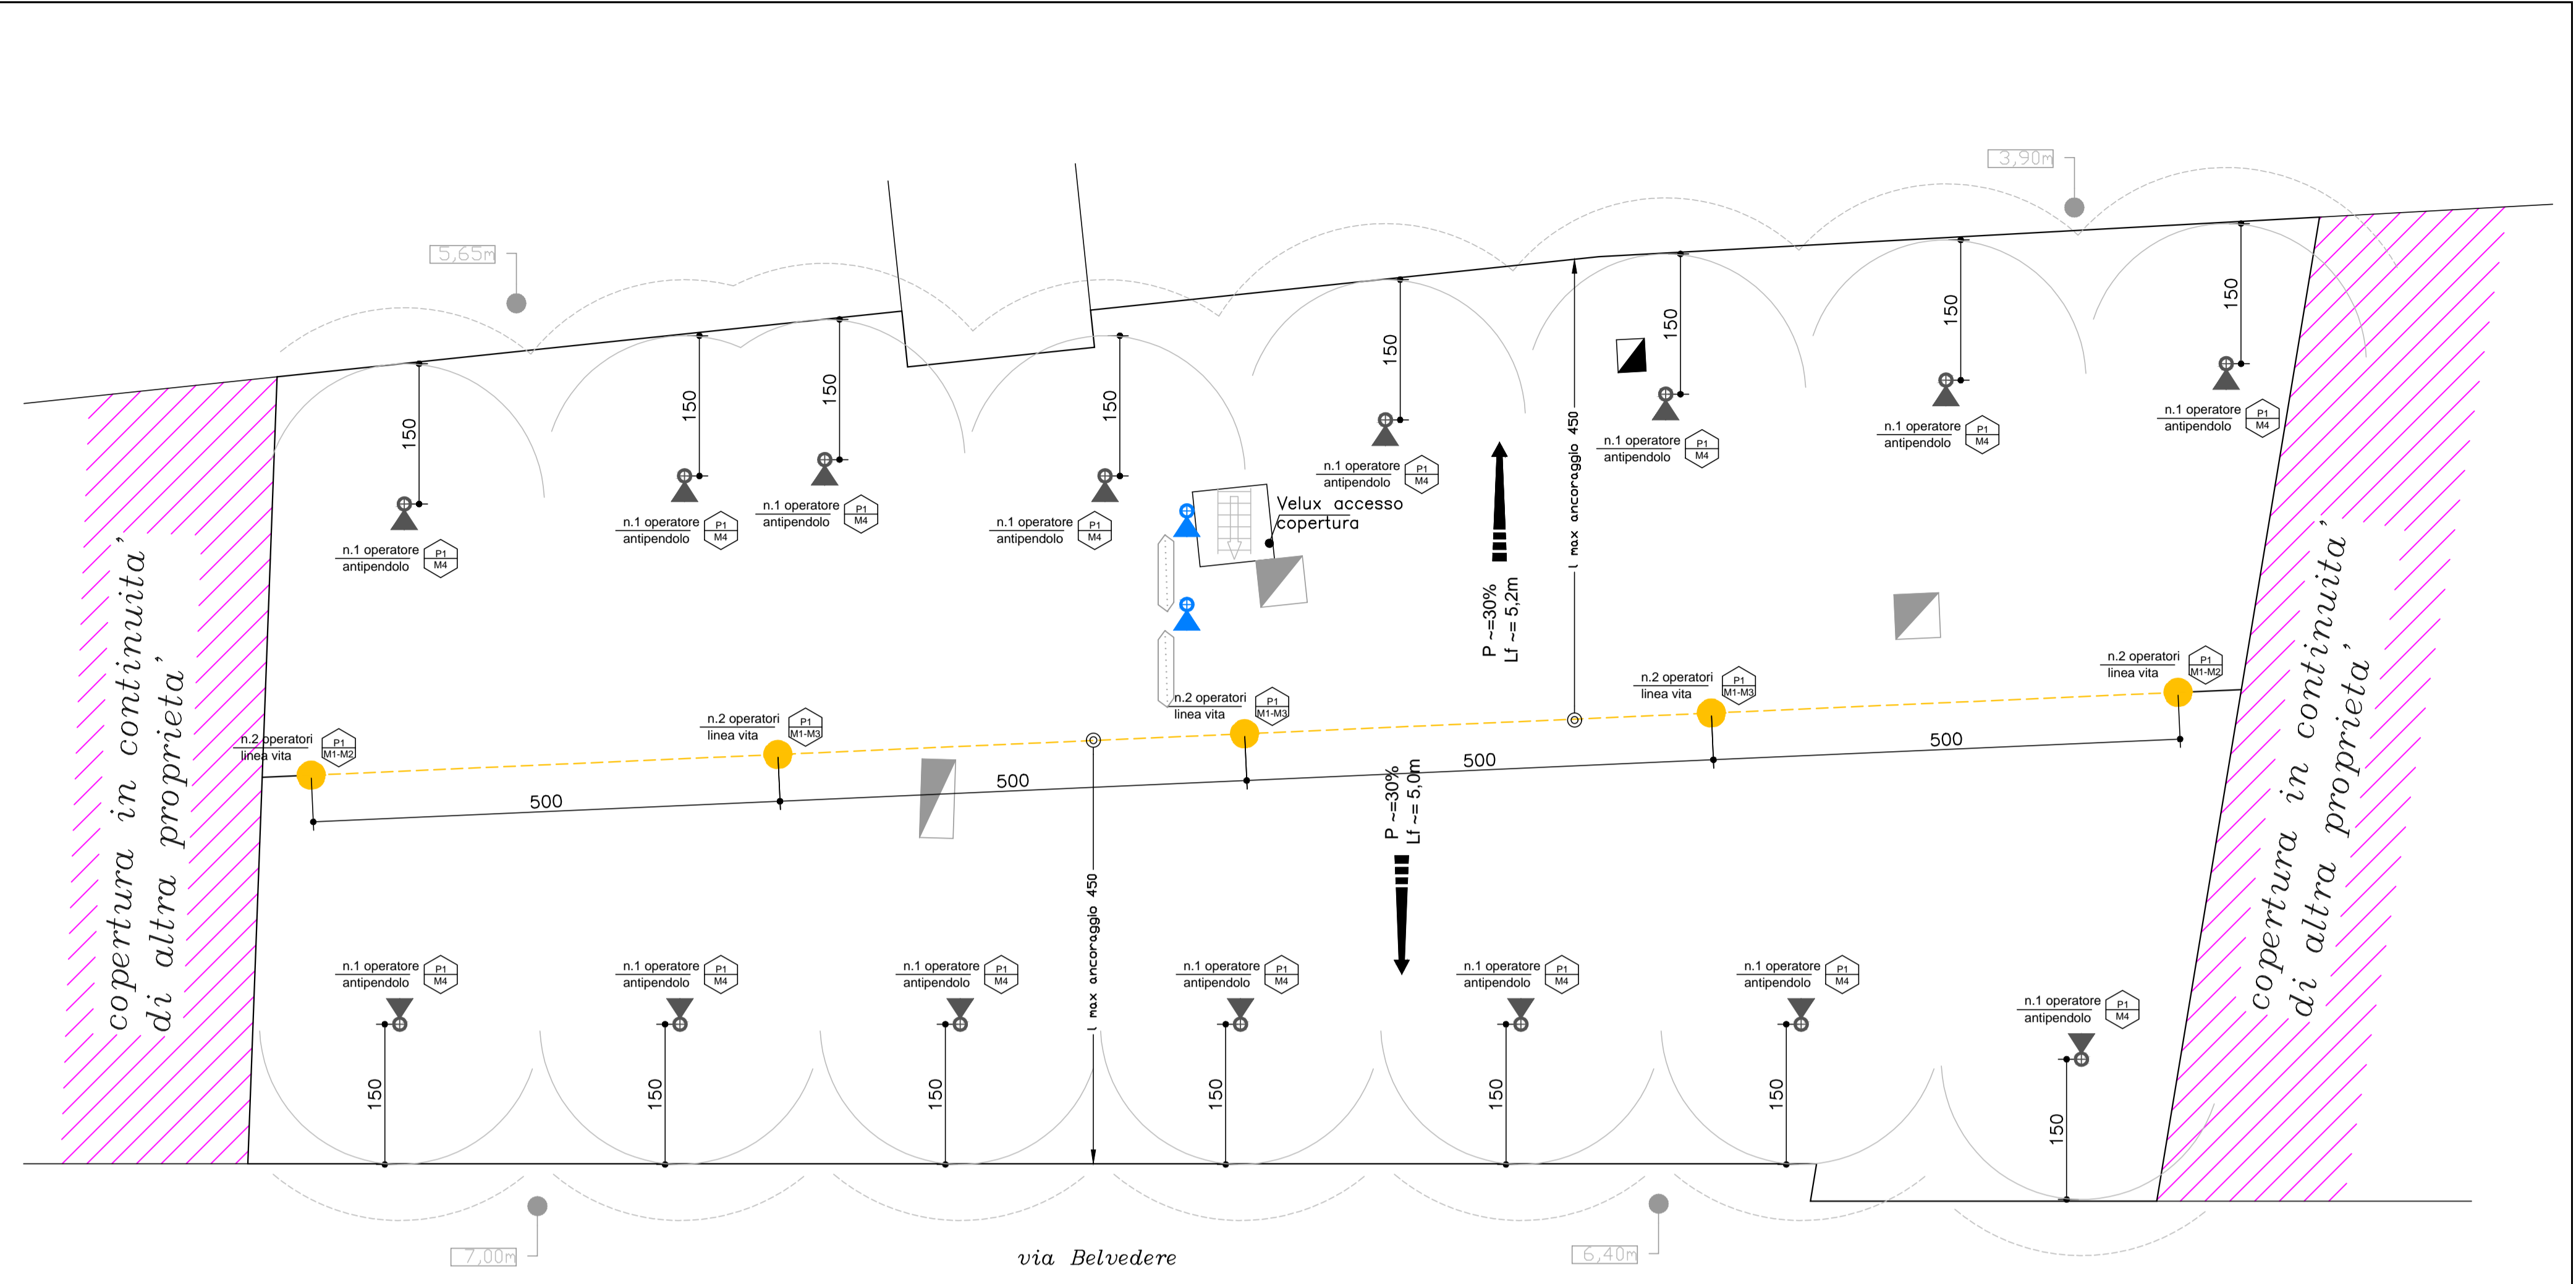 3,90m
5,65m
150
150
150
150
150
150
150
150
n.1 operatore
antipendolo
P1
M4
n.1 operatore
antipendolo
P1
M4
n.1 operatore
antipendolo
P1
M4
n.1 operatore
antipendolo
P1
M4
n.1 operatore
antipendolo
P1
M4
n.1 operatore
antipendolo
P1
M4
n.1 operatore
antipendolo
P1
M4
n.1 operatore
antipendolo
P1
M4
Velux accesso
copertura
l max ancoraggio 450
P ~=30%
Lf ~= 5,2m
copertura in continuita'
di altra proprieta'
copertura in continuita'
di altra proprieta'
n.2 operatori
linea vita
P1
M1-M2
n.2 operatori
linea vita
P1
M1-M3
n.2 operatori
linea vita
P1
M1-M3
n.2 operatori
linea vita
P1
M1-M3
n.2 operatori
linea vita
P1
M1-M2
500
500
500
500
P ~=30%
Lf ~= 5,0m
l max ancoraggio 450
n.1 operatore
antipendolo
P1
M4
n.1 operatore
antipendolo
P1
M4
n.1 operatore
antipendolo
P1
M4
n.1 operatore
antipendolo
P1
M4
n.1 operatore
antipendolo
P1
M4
n.1 operatore
antipendolo
P1
M4
n.1 operatore
antipendolo
P1
M4
150
150
150
150
150
150
150
7,00m
via Belvedere
6,40m